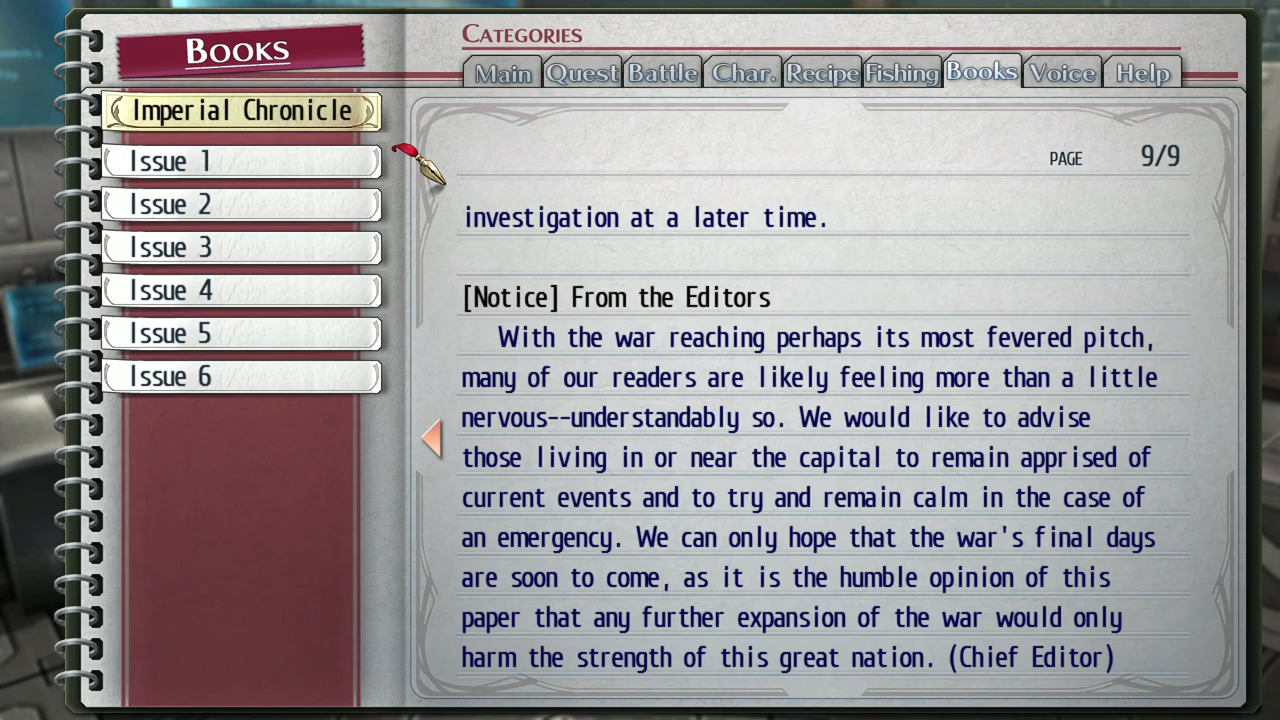 Books
Imperial Chronicle
Issue 1
Issue 2
Issue 3
Issue 4
Issue 5
Issue 6
Categories
Main Quest Battle Char. Recipe Fishing Books Voice Help
PAGE 9/9
investigation at a later time.
[Notice] From the Editors
With the war reaching perhaps its most fevered pitch,
many of our readers are likely feeling more than a little
nervous--understandably so. We would like to advise
those living in or near the capital to remain apprised of
current events and to try and remain calm in the case of
an emergency. We can only hope that the war's final days
are soon to come, as it is the humble opinion of this
paper that any further expansion of the war would only
harm the strength of this great nation. (Chief Editor)